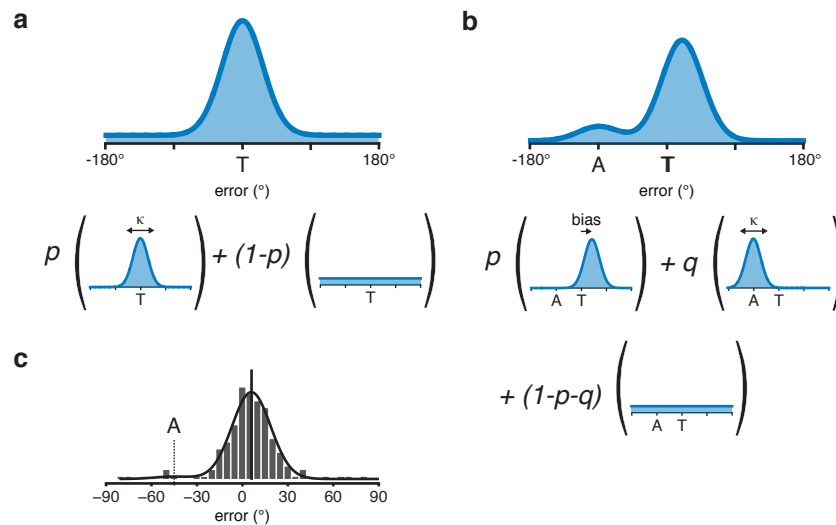 a
-180° T 180°
error (°)
p κ T + (1-p) T
b
-180° A T 180°
error (°)
p bias A T + q κ A T
+ (1-p-q) A T
c
A
−90 −60 −30 0 30 60 90
error (°)